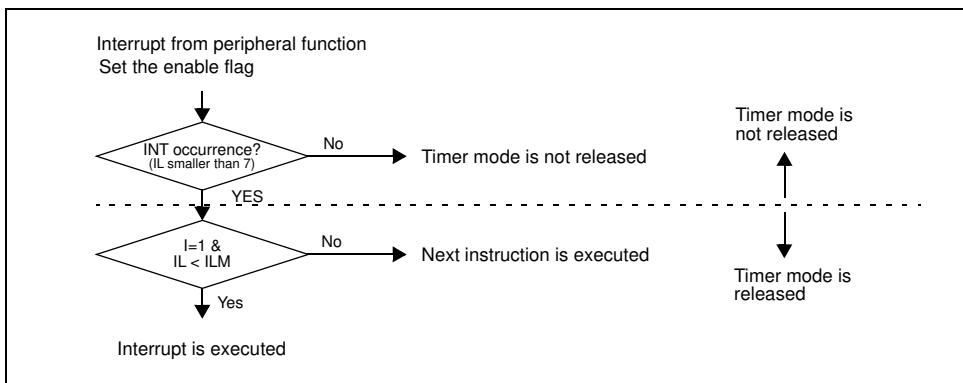 Interrupt from peripheral function
Set the enable flag
Timer mode is
not released
INT occurrence?
(IL smaller than 7)
No
Timer mode is not released
YES
I=1 &
IL < ILM
No
Next instruction is executed
Timer mode is
released
Yes
Interrupt is executed